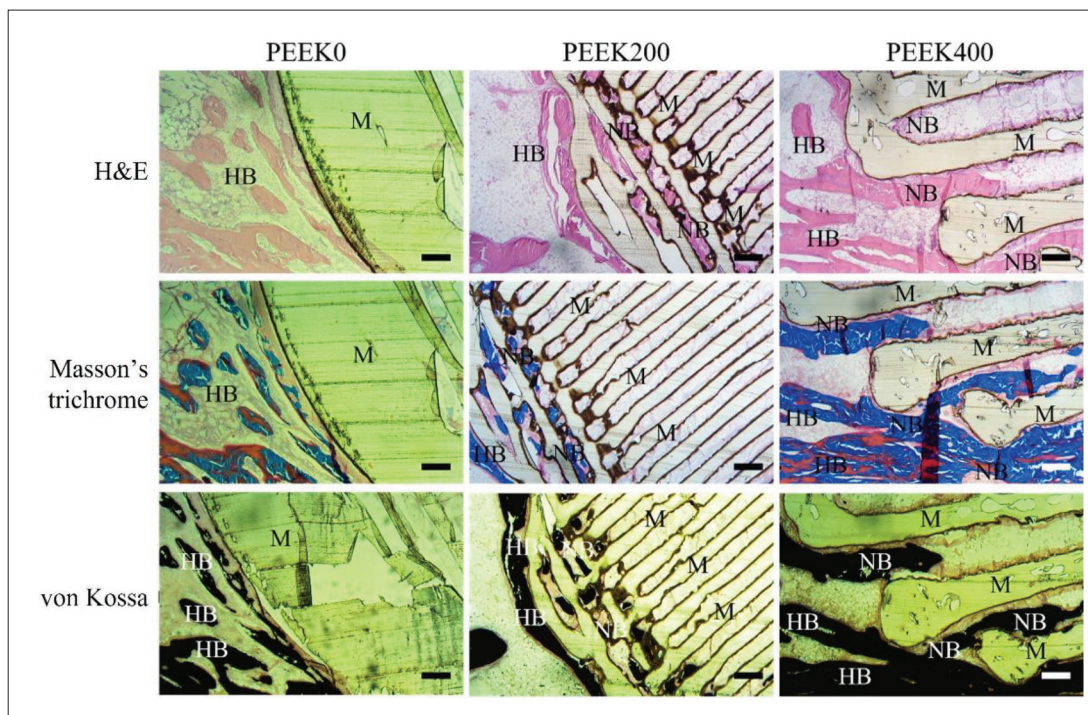 PEEK0 PEEK200 PEEK400
H&E
M M M
NB NB
HB M HB M
HB NB
HB M
NB M NB
Masson's
trichrome
M M M
NB NB
M M
HB M
HB NB
HB NB M HB NB
von Kossa
M M M
HB HB NB NB
M
HB M HB NB
HB NB NB M
HB